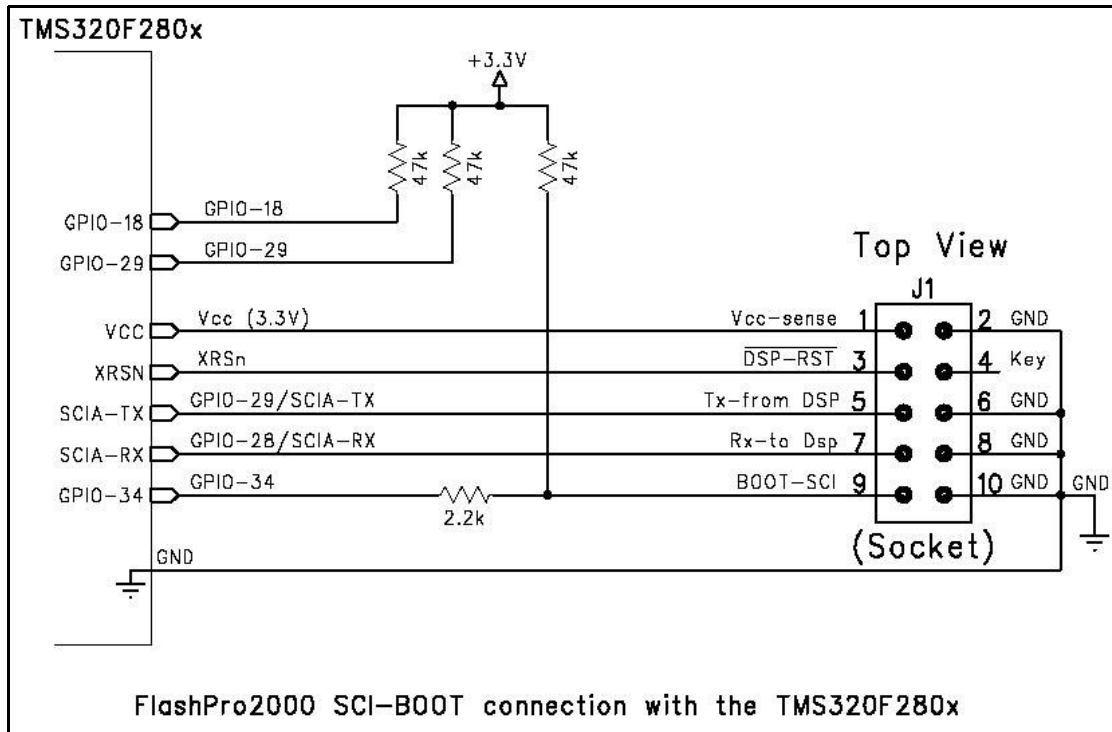 TMS320F280x
+3.3V
47k
47k
47k
GPIO-18
GPIO-18
GPIO-29
GPIO-29
Top View
J1
VCC
Vcc (3.3V)
Vcc-sense
1
2
GND
XRSN
XRSn
DSP-RST
3
4
Key
SCIA-TX
GPIO-29/SCIA-TX
Tx-from DSP
5
6
GND
SCIA-RX
GPIO-28/SCIA-RX
Rx-to Dsp
7
8
GND
GPIO-34
GPIO-34
2.2k
BOOT-SCI
9
10
GND
GND
(Socket)
GND
FlashPro2000 SCI-BOOT connection with the TMS320F280x